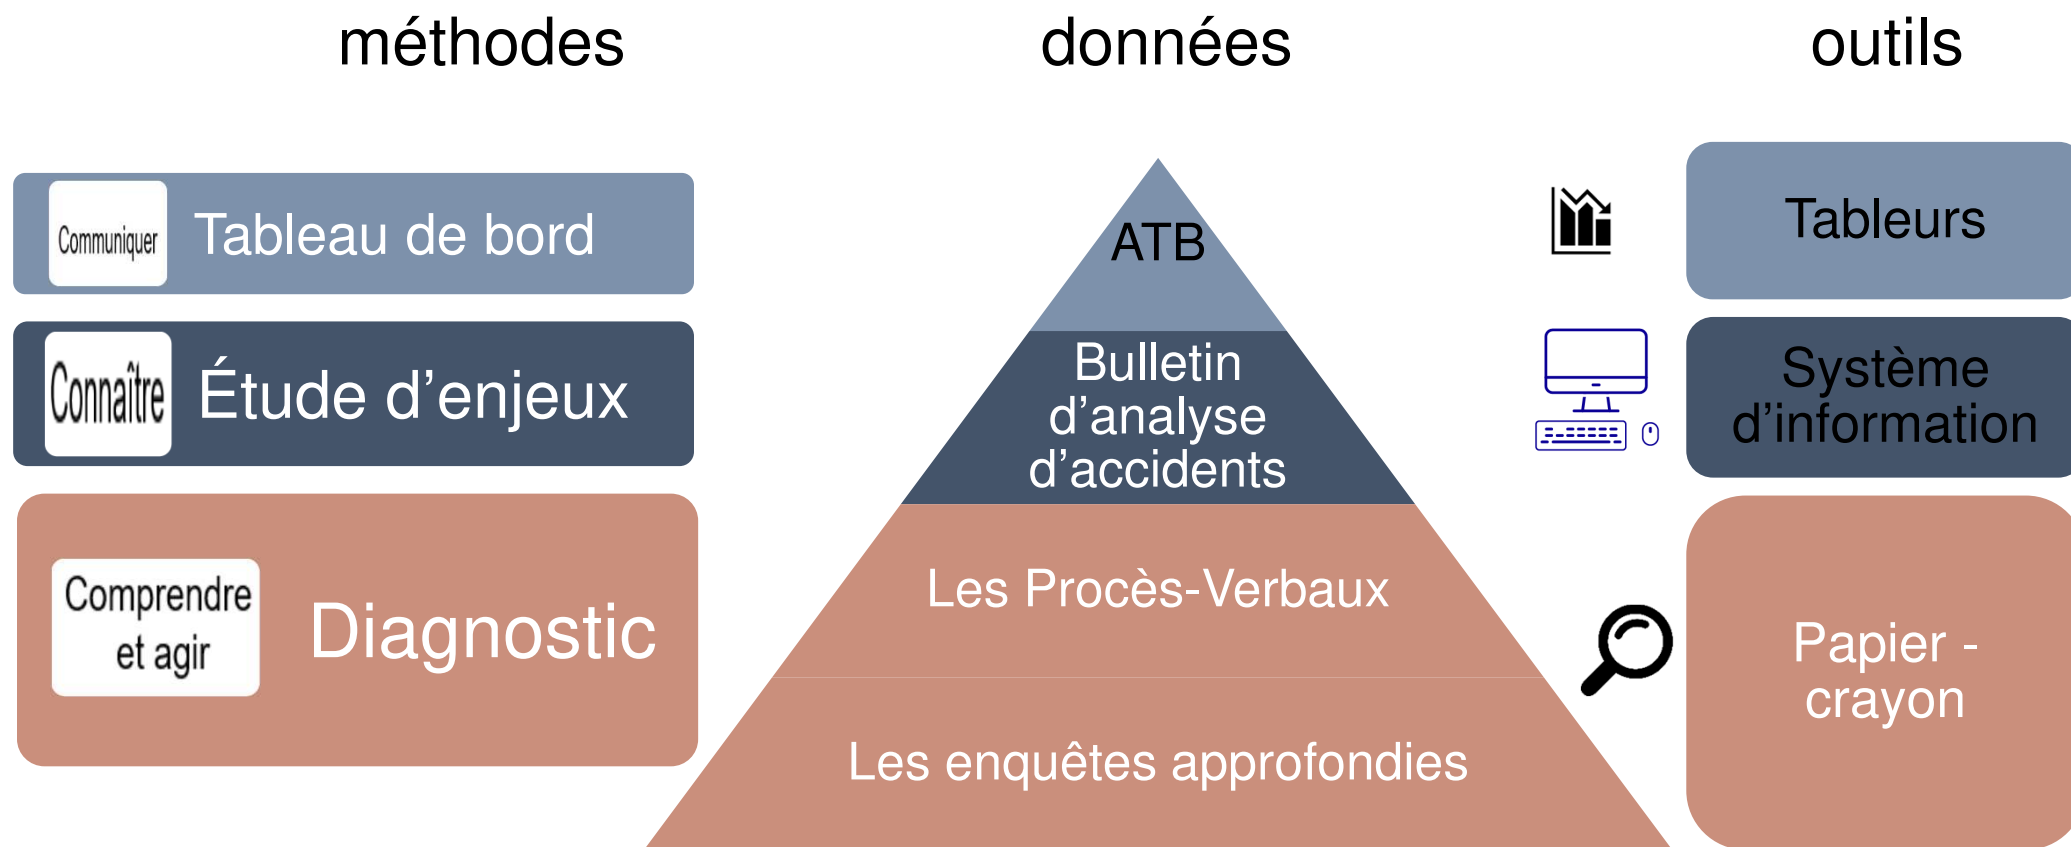 méthodes
données
outils
Communiquer
Tableau de bord
ATB
Tableurs
Connaître
Étude d’enjeux
Bulletin
d’analyse
d’accidents
Système
d’information
Comprendre
et agir
Diagnostic
Les Procès-Verbaux
Les enquêtes approfondies
Papier -
crayon